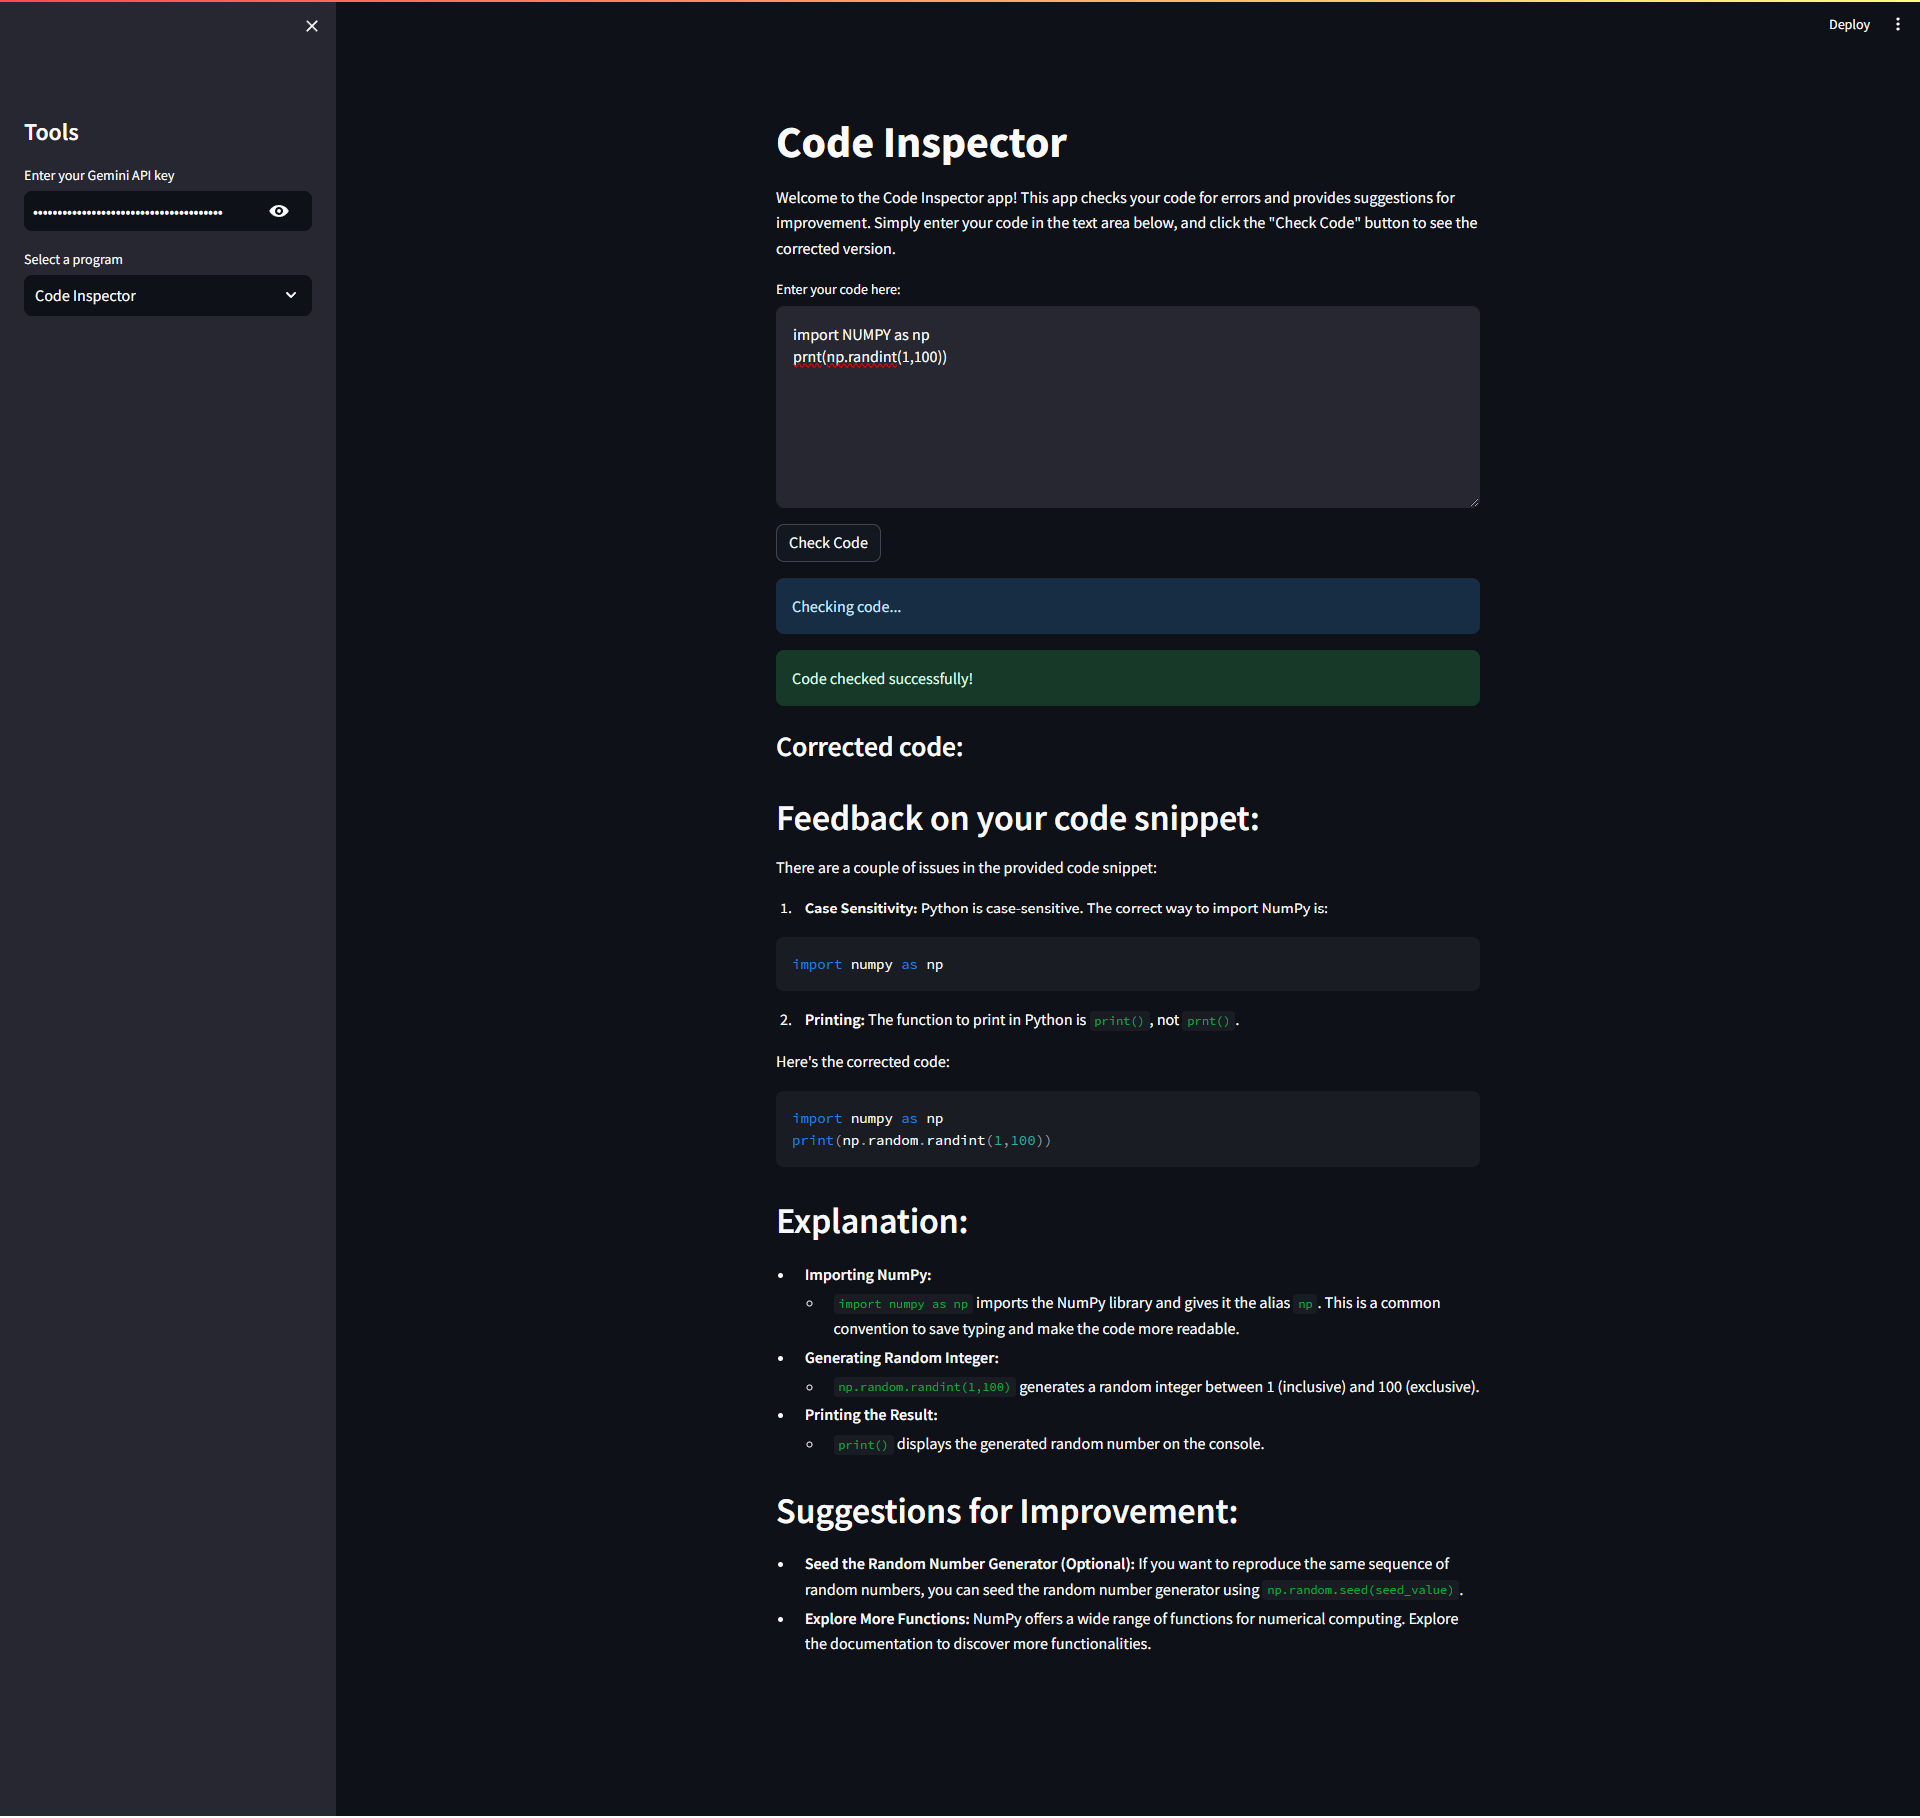 Deploy
Tools
Enter your Gemini API key
Select a program
Code Inspector
Code Inspector
Welcome to the Code Inspector app! This app checks your code for errors and provides suggestions for
improvement. Simply enter your code in the text area below, and click the "Check Code" button to see the
corrected version.
Enter your code here:
import NUMPY as np
prnt(np.randint(1,100))
Check Code
Checking code...
Code checked successfully!
Corrected code:
Feedback on your code snippet:
There are a couple of issues in the provided code snippet:
1. Case Sensitivity: Python is case-sensitive. The correct way to import NumPy is:
import numpy as np
2. Printing: The function to print in Python is print(), not prnt().
Here's the corrected code:
import numpy as np
print(np.random.randint(1,100))
Explanation:
• Importing NumPy:
◦ import numpy as np imports the NumPy library and gives it the alias np. This is a common
convention to save typing and make the code more readable.
• Generating Random Integer:
◦ np.random.randint(1,100) generates a random integer between 1 (inclusive) and 100 (exclusive).
• Printing the Result:
◦ print() displays the generated random number on the console.
Suggestions for Improvement:
• Seed the Random Number Generator (Optional): If you want to reproduce the same sequence of
random numbers, you can seed the random number generator using np.random.seed(seed_value).
• Explore More Functions: NumPy offers a wide range of functions for numerical computing. Explore
the documentation to discover more functionalities.